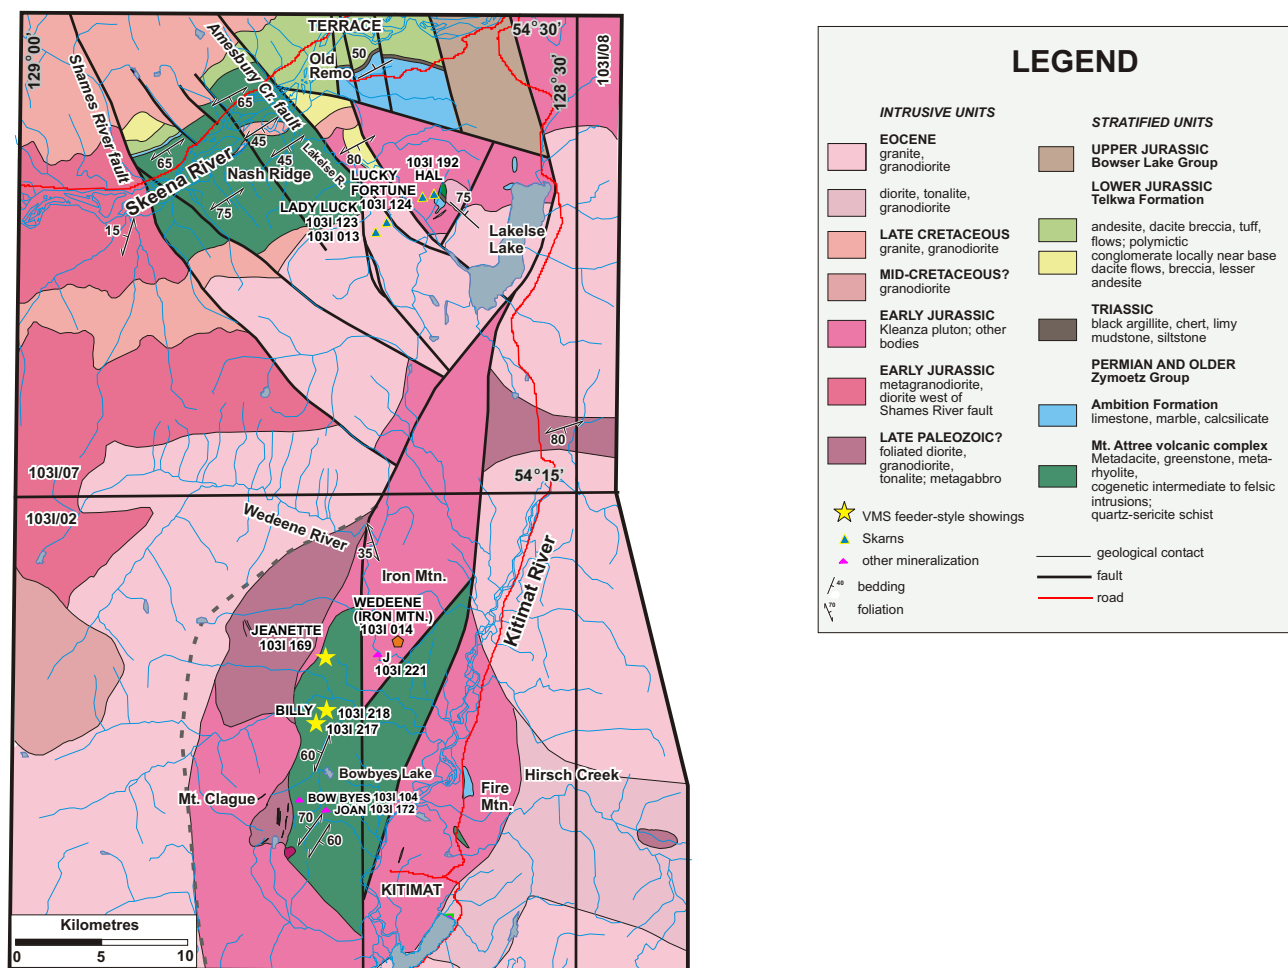 TERRACE
54°30’
129°00’
Shames River fault
Amesbury Cr. fault
Old
Remo
50
128°30’
103I/08
65
45
45
65
80
Lakelse R.
Skeena River
Nash Ridge
75
15
103I 192
HAL
LUCKY
FORTUNE
103I 124
LADY LUCK
103I 123
103I 013
75
Lakelse
Lake
80
103I/07
54°15’
103I/02
Wedeene River
35
Iron Mtn.
Kitimat River
WEDEENE
(IRON MTN.)
103I 014
JEANETTE
103I 169
J
103I 221
BILLY
103I 218
103I 217
60
Bowbyes Lake
Hirsch Creek
Fire
Mtn.
Mt. Clague
BOW BYES 103I 104
JOAN 103I 172
70
60
KITIMAT
Kilometres
0 5 10
LEGEND
INTRUSIVE UNITS
EOCENE
granite,
granodiorite
diorite, tonalite,
granodiorite
LATE CRETACEOUS
granite, granodiorite
MID-CRETACEOUS?
granodiorite
EARLY JURASSIC
Kleanza pluton; other
bodies
EARLY JURASSIC
metagranodiorite,
diorite west of
Shames River fault
LATE PALEOZOIC?
foliated diorite,
granodiorite,
tonalite; metagabbro
VMS feeder-style showings
Skarns
other mineralization
40
bedding
70
foliation
STRATIFIED UNITS
UPPER JURASSIC
Bowser Lake Group
LOWER JURASSIC
Telkwa Formation
andesite, dacite breccia, tuff,
flows; polymictic
conglomerate locally near base
dacite flows, breccia, lesser
andesite
TRIASSIC
black argillite, chert, limy
mudstone, siltstone
PERMIAN AND OLDER
Zymoetz Group
Ambition Formation
limestone, marble, calcsilicate
Mt. Attree volcanic complex
Metadacite, greenstone, meta-
rhyolite,
cogenetic intermediate to felsic
intrusions;
quartz-sericite schist
geological contact
fault
road